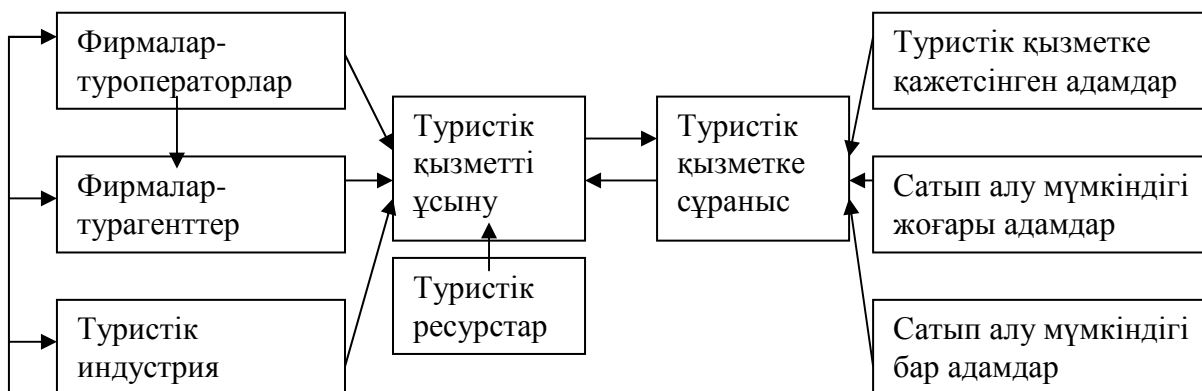 Фирмалар-
туроператорлар
Фирмалар-
турагенттер
Туристік
индустрия
Туристік
қызметті
ұсыну
Туристік
ресурстар
Туристік
қызметке
сұраныс
Туристік қызметке
қажетсінген адамдар
Сатып алу мүмкіндігі
жоғары адамдар
Сатып алу мүмкіндігі
бар адамдар